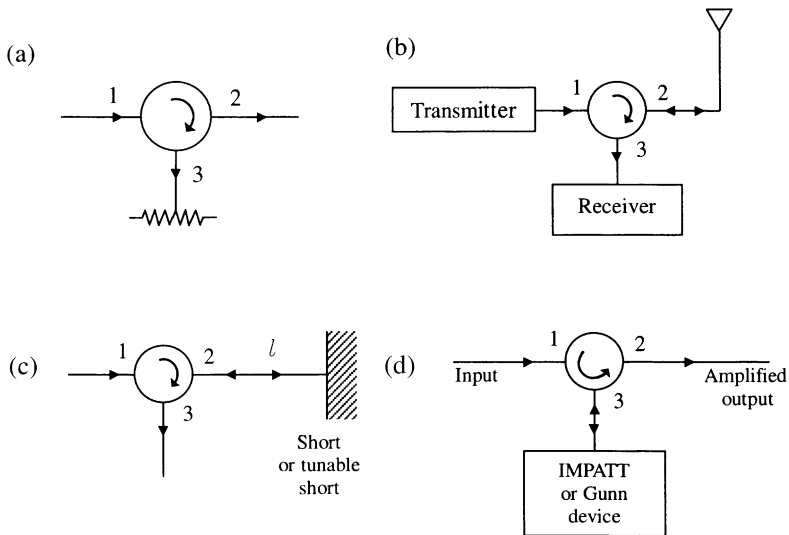 (a)
1
2
3
(b)
Transmitter
1
2
3
Receiver
(c)
1
2
l
3
Short
or tunable
short
(d)
1
2
Input
3
Amplified
output
IMPATT
or Gunn
device